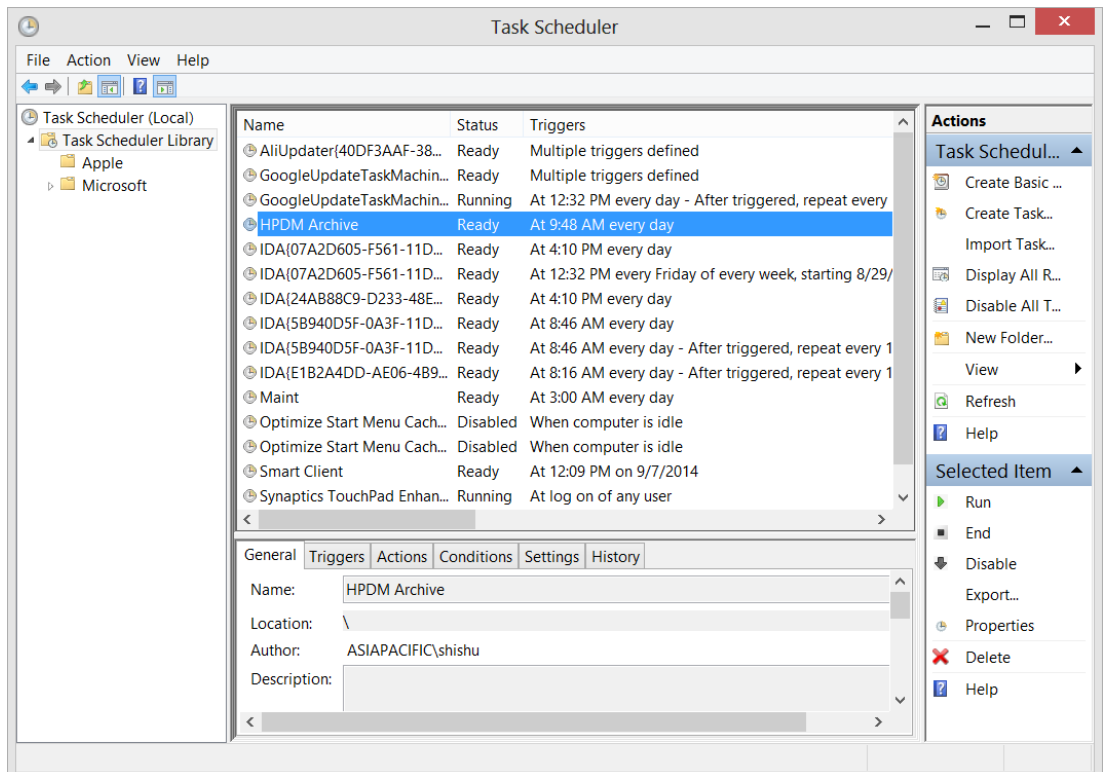 Task Scheduler
File Action View Help
Task Scheduler (Local)
Task Scheduler Library
Apple
Microsoft
Name Status Triggers
AliUpdater{40DF3AAF-38... Ready Multiple triggers defined
GoogleUpdateTaskMachin... Ready Multiple triggers defined
GoogleUpdateTaskMachin... Running At 12:32 PM every day - After triggered, repeat every
HPDM Archive Ready At 9:48 AM every day
IDA{07A2D605-F561-11D... Ready At 4:10 PM every day
IDA{07A2D605-F561-11D... Ready At 12:32 PM every Friday of every week, starting 8/29/
IDA{24AB88C9-D233-48E... Ready At 4:10 PM every day
IDA{5B940D5F-0A3F-11D... Ready At 8:46 AM every day
IDA{5B940D5F-0A3F-11D... Ready At 8:46 AM every day - After triggered, repeat every 1
IDA{E1B2A4DD-AE06-4B9... Ready At 8:16 AM every day - After triggered, repeat every 1
Maint Ready At 3:00 AM every day
Optimize Start Menu Cach... Disabled When computer is idle
Optimize Start Menu Cach... Disabled When computer is idle
Smart Client Ready At 12:09 PM on 9/7/2014
Synaptics TouchPad Enhan... Running At log on of any user
General Triggers Actions Conditions Settings History
Name: HPDM Archive
Location: \
Author: ASIAPACIFIC\shishu
Description:
Actions
Task Schedul...
Create Basic ...
Create Task...
Import Task...
Display All R...
Disable All T...
New Folder...
View
Refresh
Help
Selected Item
Run
End
Disable
Export...
Properties
Delete
Help